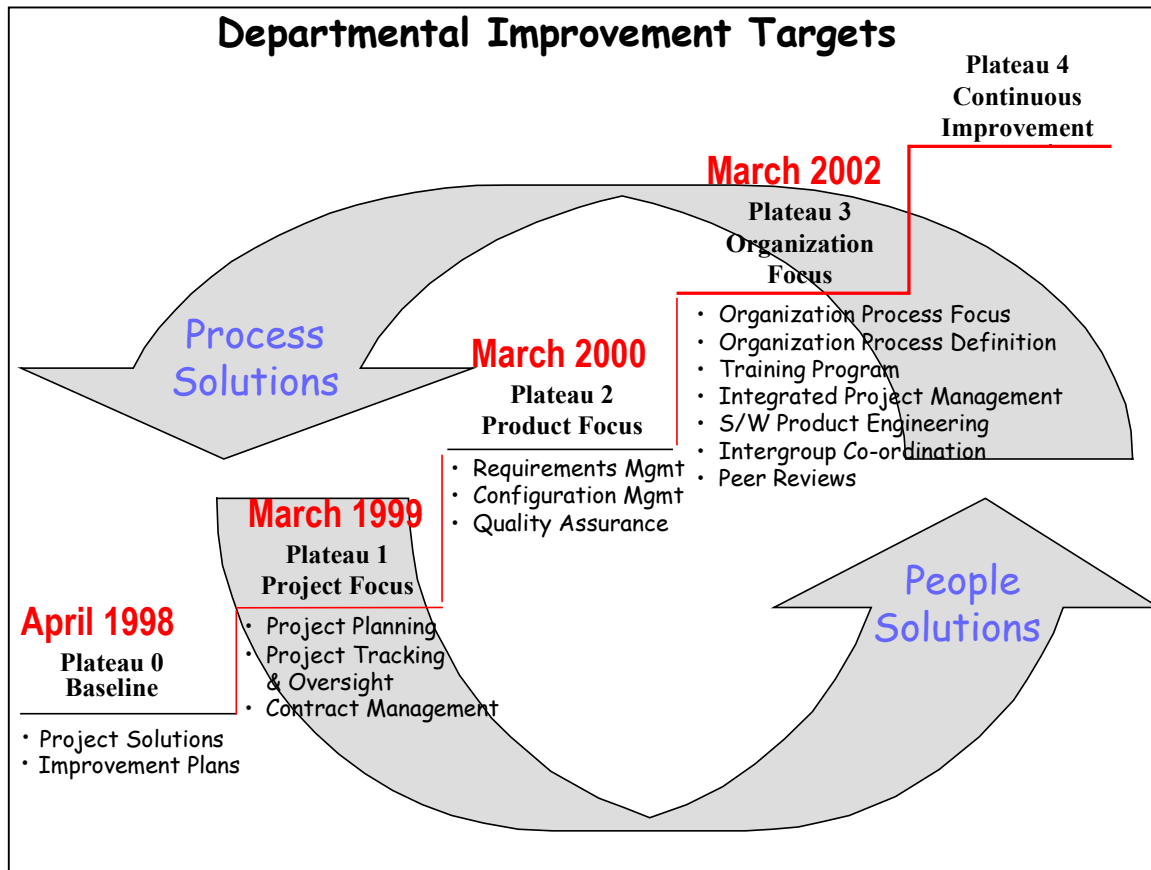 Departmental Improvement Targets
Plateau 4
Continuous
Improvement
March 2002
Plateau 3
Organization
Focus
• Organization Process Focus
• Organization Process Definition
• Training Program
• Integrated Project Management
• S/W Product Engineering
• Intergroup Co-ordination
• Peer Reviews
Process
Solutions
March 2000
Plateau 2
Product Focus
• Requirements Mgmt
• Configuration Mgmt
• Quality Assurance
March 1999
Plateau 1
Project Focus
• Project Planning
• Project Tracking
& Oversight
• Contract Management
People
Solutions
April 1998
Plateau 0
Baseline
• Project Solutions
• Improvement Plans